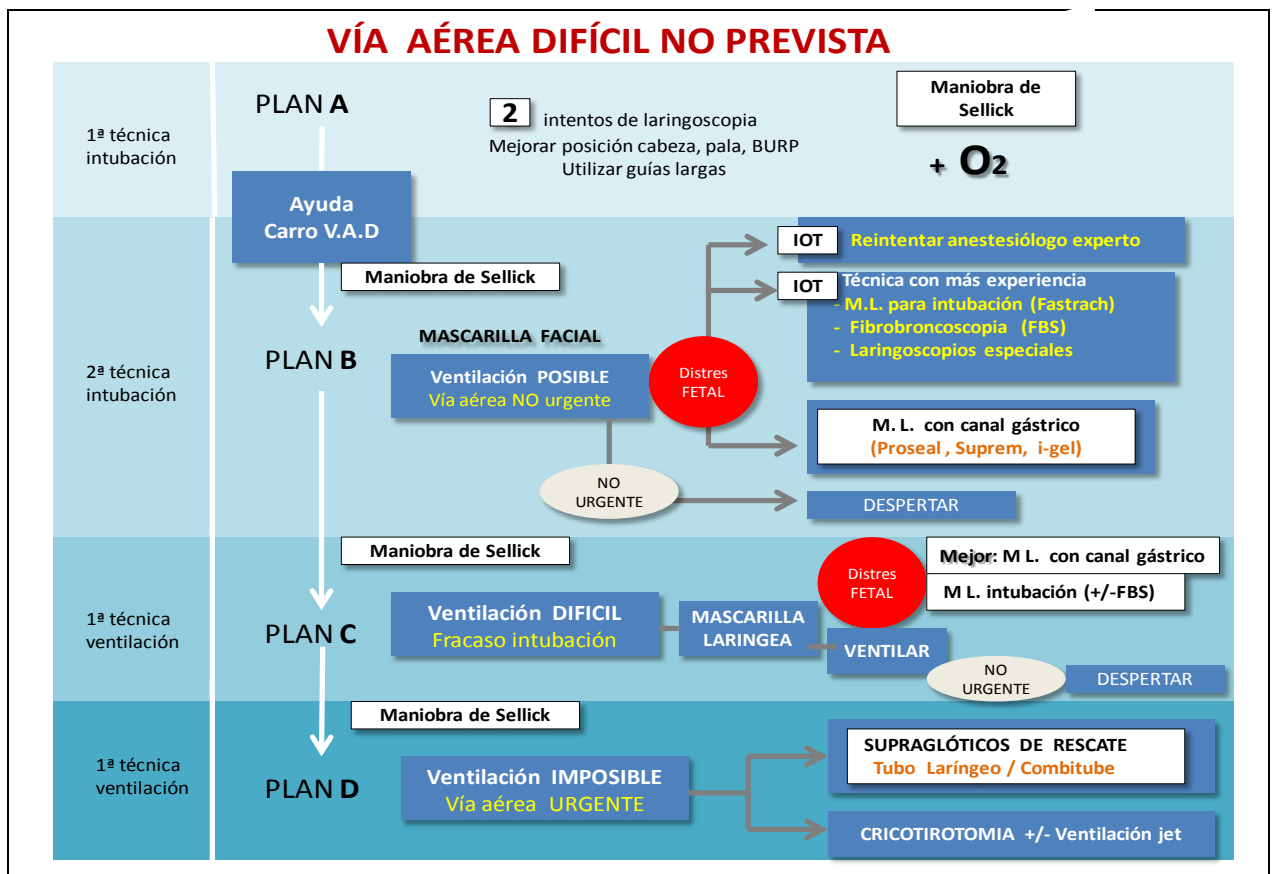 VÍA AÉREA DIFÍCIL NO PREVISTA
1ª técnica
intubación
PLAN A
2 intentos de laringoscopia
Mejorar posición cabeza, pala, BURP
Utilizar guías largas
Maniobra de
Sellick
+ O2
Ayuda
Carro V.A.D
Maniobra de Sellick
2ª técnica
intubación
PLAN B
MASCARILLA FACIAL
Ventilación POSIBLE
Vía aérea NO urgente
Distres
FETAL
IOT Reintentar anestesiólogo experto
IOT Técnica con más experiencia
- M.L. para intubación (Fastrach)
- Fibrobroncoscopia (FBS)
- Laringoscopios especiales
M. L. con canal gástrico
(Proseal , Suprem, i-gel)
NO
URGENTE
DESPERTAR
Maniobra de Sellick
1ª técnica
ventilación
PLAN C
Ventilación DIFICIL
Fracaso intubación
MASCARILLA
LARINGEA
VENTILAR
Distres
FETAL
Mejor: M L. con canal gástrico
M L. intubación (+/-FBS)
NO
URGENTE
DESPERTAR
Maniobra de Sellick
1ª técnica
ventilación
PLAN D
Ventilación IMPOSIBLE
Vía aérea URGENTE
SUPRAGLÓTICOS DE RESCATE
Tubo Laríngeo / Combitube
CRICOTIROTOMIA +/- Ventilación jet